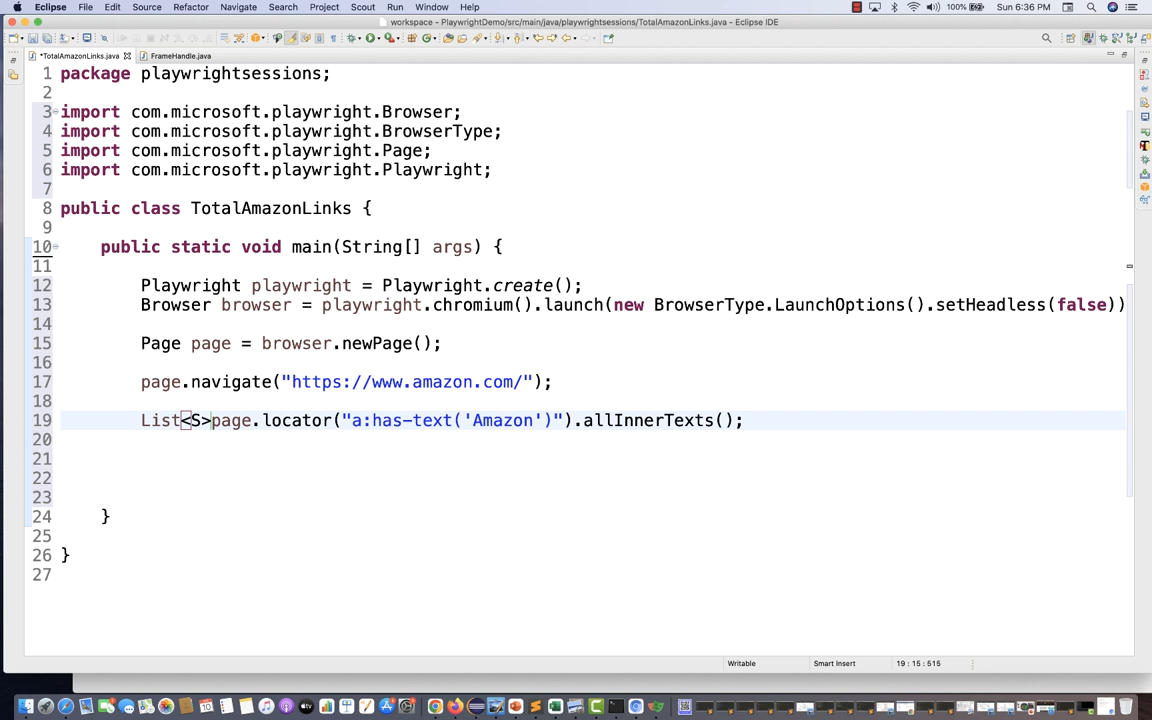 Eclipse File Edit Source Refactor Navigate Search Project Scout Run Window Help 100% Sun 6:36 PM
workspace - PlaywrightDemo/src/main/java/playwrightsessions/TotalAmazonLinks.java - Eclipse IDE
*TotalAmazonLinks.java FrameHandle.java
1 package playwrightsessions;
2
3 import com.microsoft.playwright.Browser;
4 import com.microsoft.playwright.BrowserType;
5 import com.microsoft.playwright.Page;
6 import com.microsoft.playwright.Playwright;
7
8 public class TotalAmazonLinks {
9
10 public static void main(String[] args) {
11
12 Playwright playwright = Playwright.create();
13 Browser browser = playwright.chromium().launch(new BrowserType.LaunchOptions().setHeadless(false))
14
15 Page page = browser.newPage();
16
17 page.navigate("https://www.amazon.com/");
18
19 List<S>page.locator("a:has-text('Amazon')").allInnerTexts();
20
21
22
23
24 }
25
26 }
27
Writable Smart Insert 19 : 15 : 515